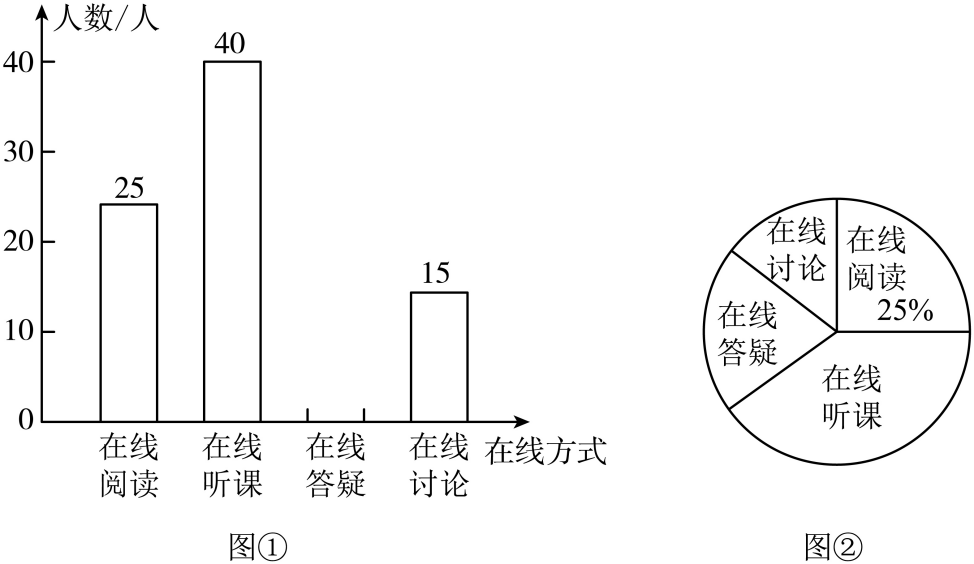 人数/人
40
30
20
10
0
25
40
15
在线
阅读
在线
听课
在线
答疑
在线
讨论
在线方式
图①
在线
讨论
在线
阅读
25%
在线
答疑
在线
听课
图②